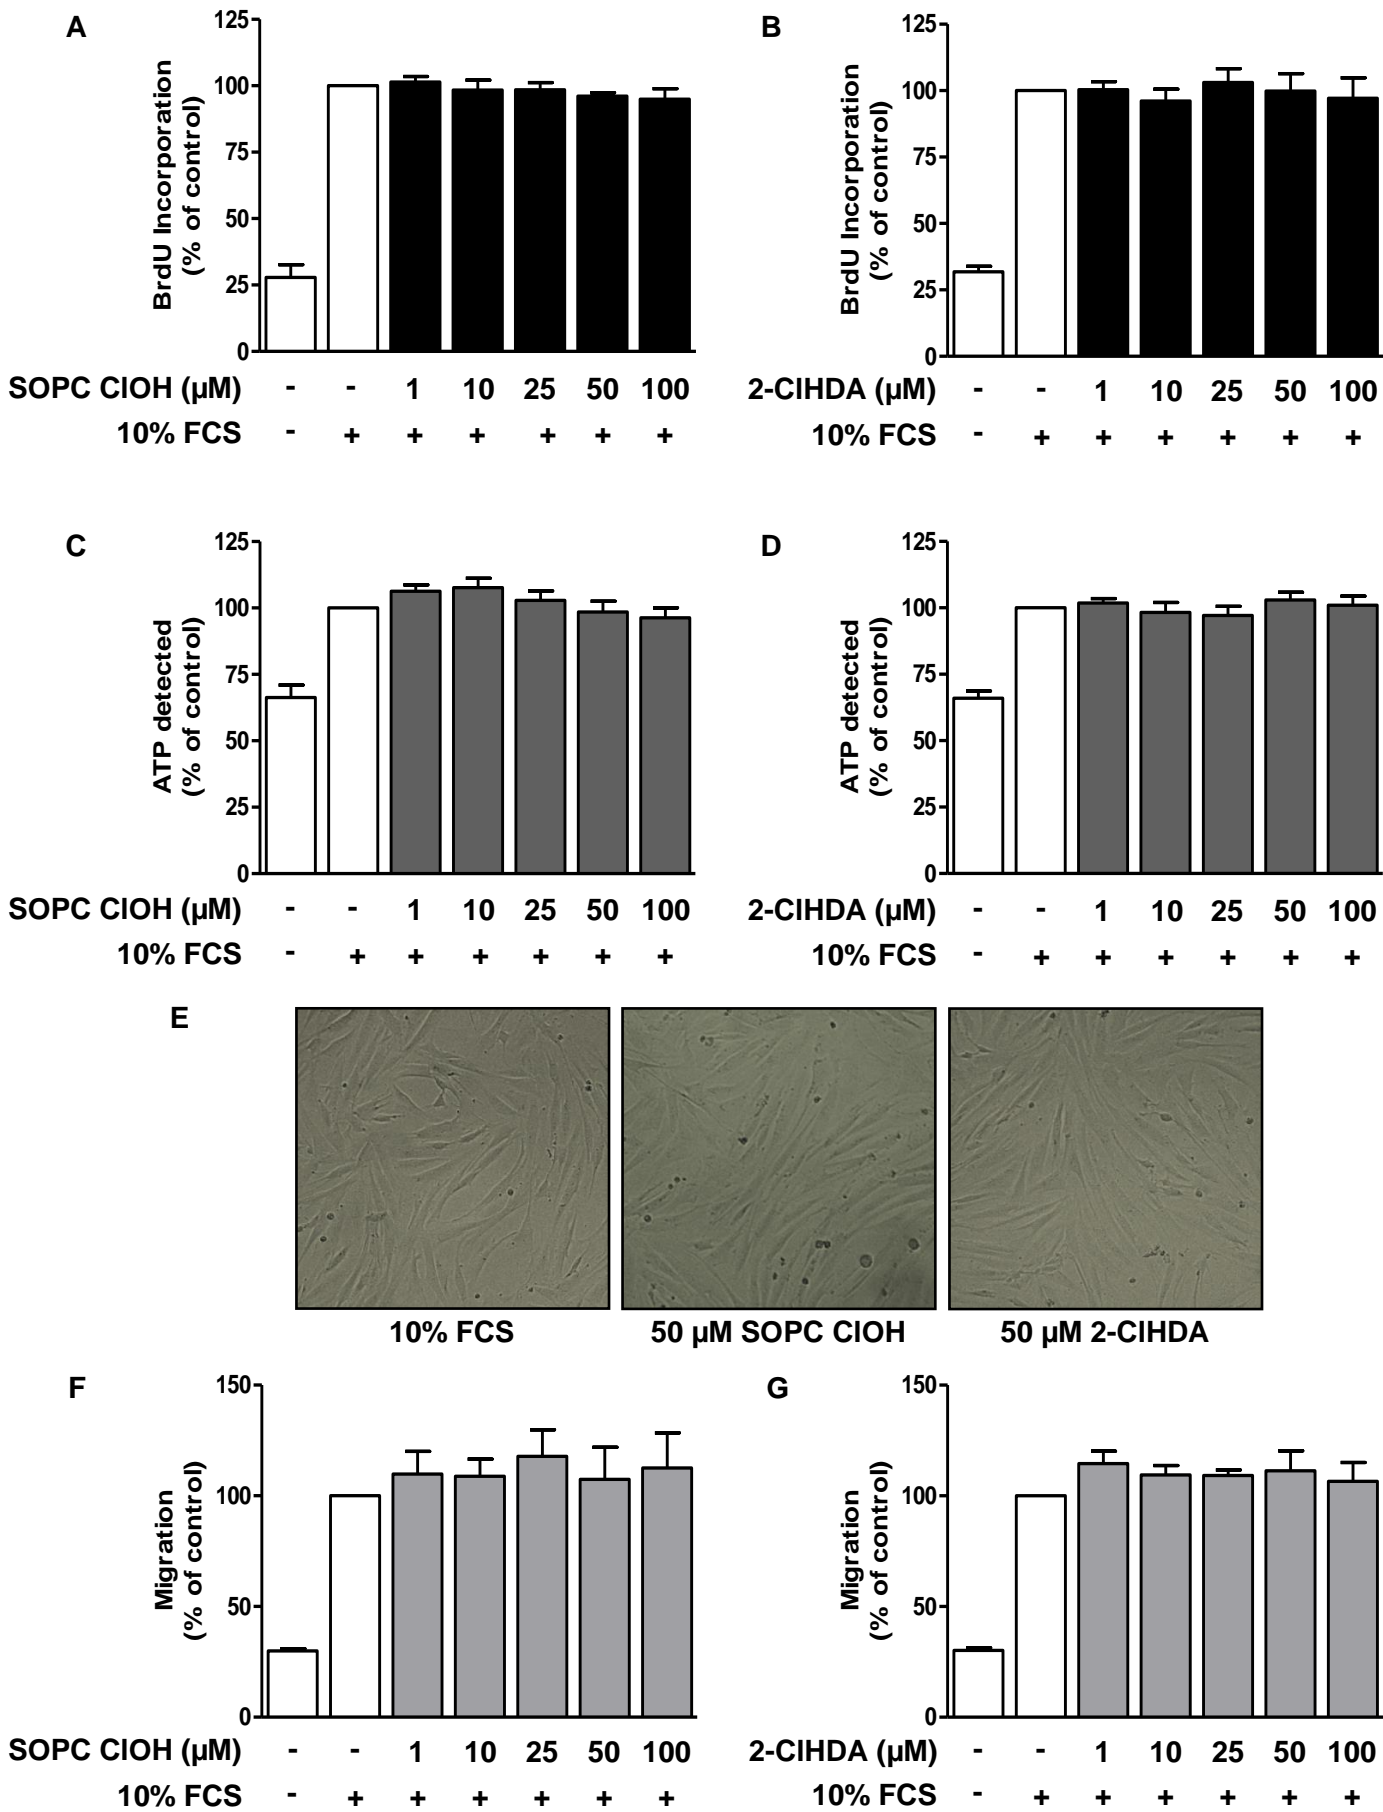 A
125
100
75
50
25
0
BrdU Incorporation
(% of control)
SOPC ClOH (µM) - - 1 10 25 50 100
10% FCS - + + + + + +
B
125
100
75
50
25
0
BrdU Incorporation
(% of control)
2-ClHDA (µM) - - 1 10 25 50 100
10% FCS - + + + + + +
C
125
100
75
50
25
0
ATP detected
(% of control)
SOPC ClOH (µM) - - 1 10 25 50 100
10% FCS - + + + + + +
D
125
100
75
50
25
0
ATP detected
(% of control)
2-ClHDA (µM) - - 1 10 25 50 100
10% FCS - + + + + + +
E
10% FCS
50 µM SOPC ClOH
50 µM 2-ClHDA
F
150
100
50
0
Migration
(% of control)
SOPC ClOH (µM) - - 1 10 25 50 100
10% FCS - + + + + + +
G
150
100
50
0
Migration
(% of control)
2-ClHDA (µM) - - 1 10 25 50 100
10% FCS - + + + + + +